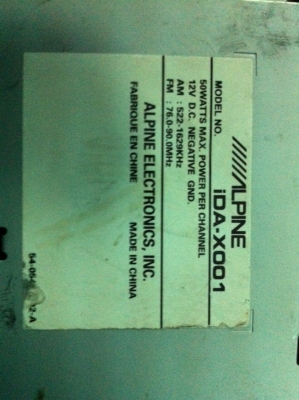 /////ALPINE
MODEL NO. iDA-X001
50WATTS MAX. POWER PER CHANNEL
12V D.C. NEGATIVE GND.
AM : 522-1629KHz
FM : 76.0-90.0MHz
ALPINE ELECTRONICS, INC.
FABRIQUE EN CHINE MADE IN CHINA